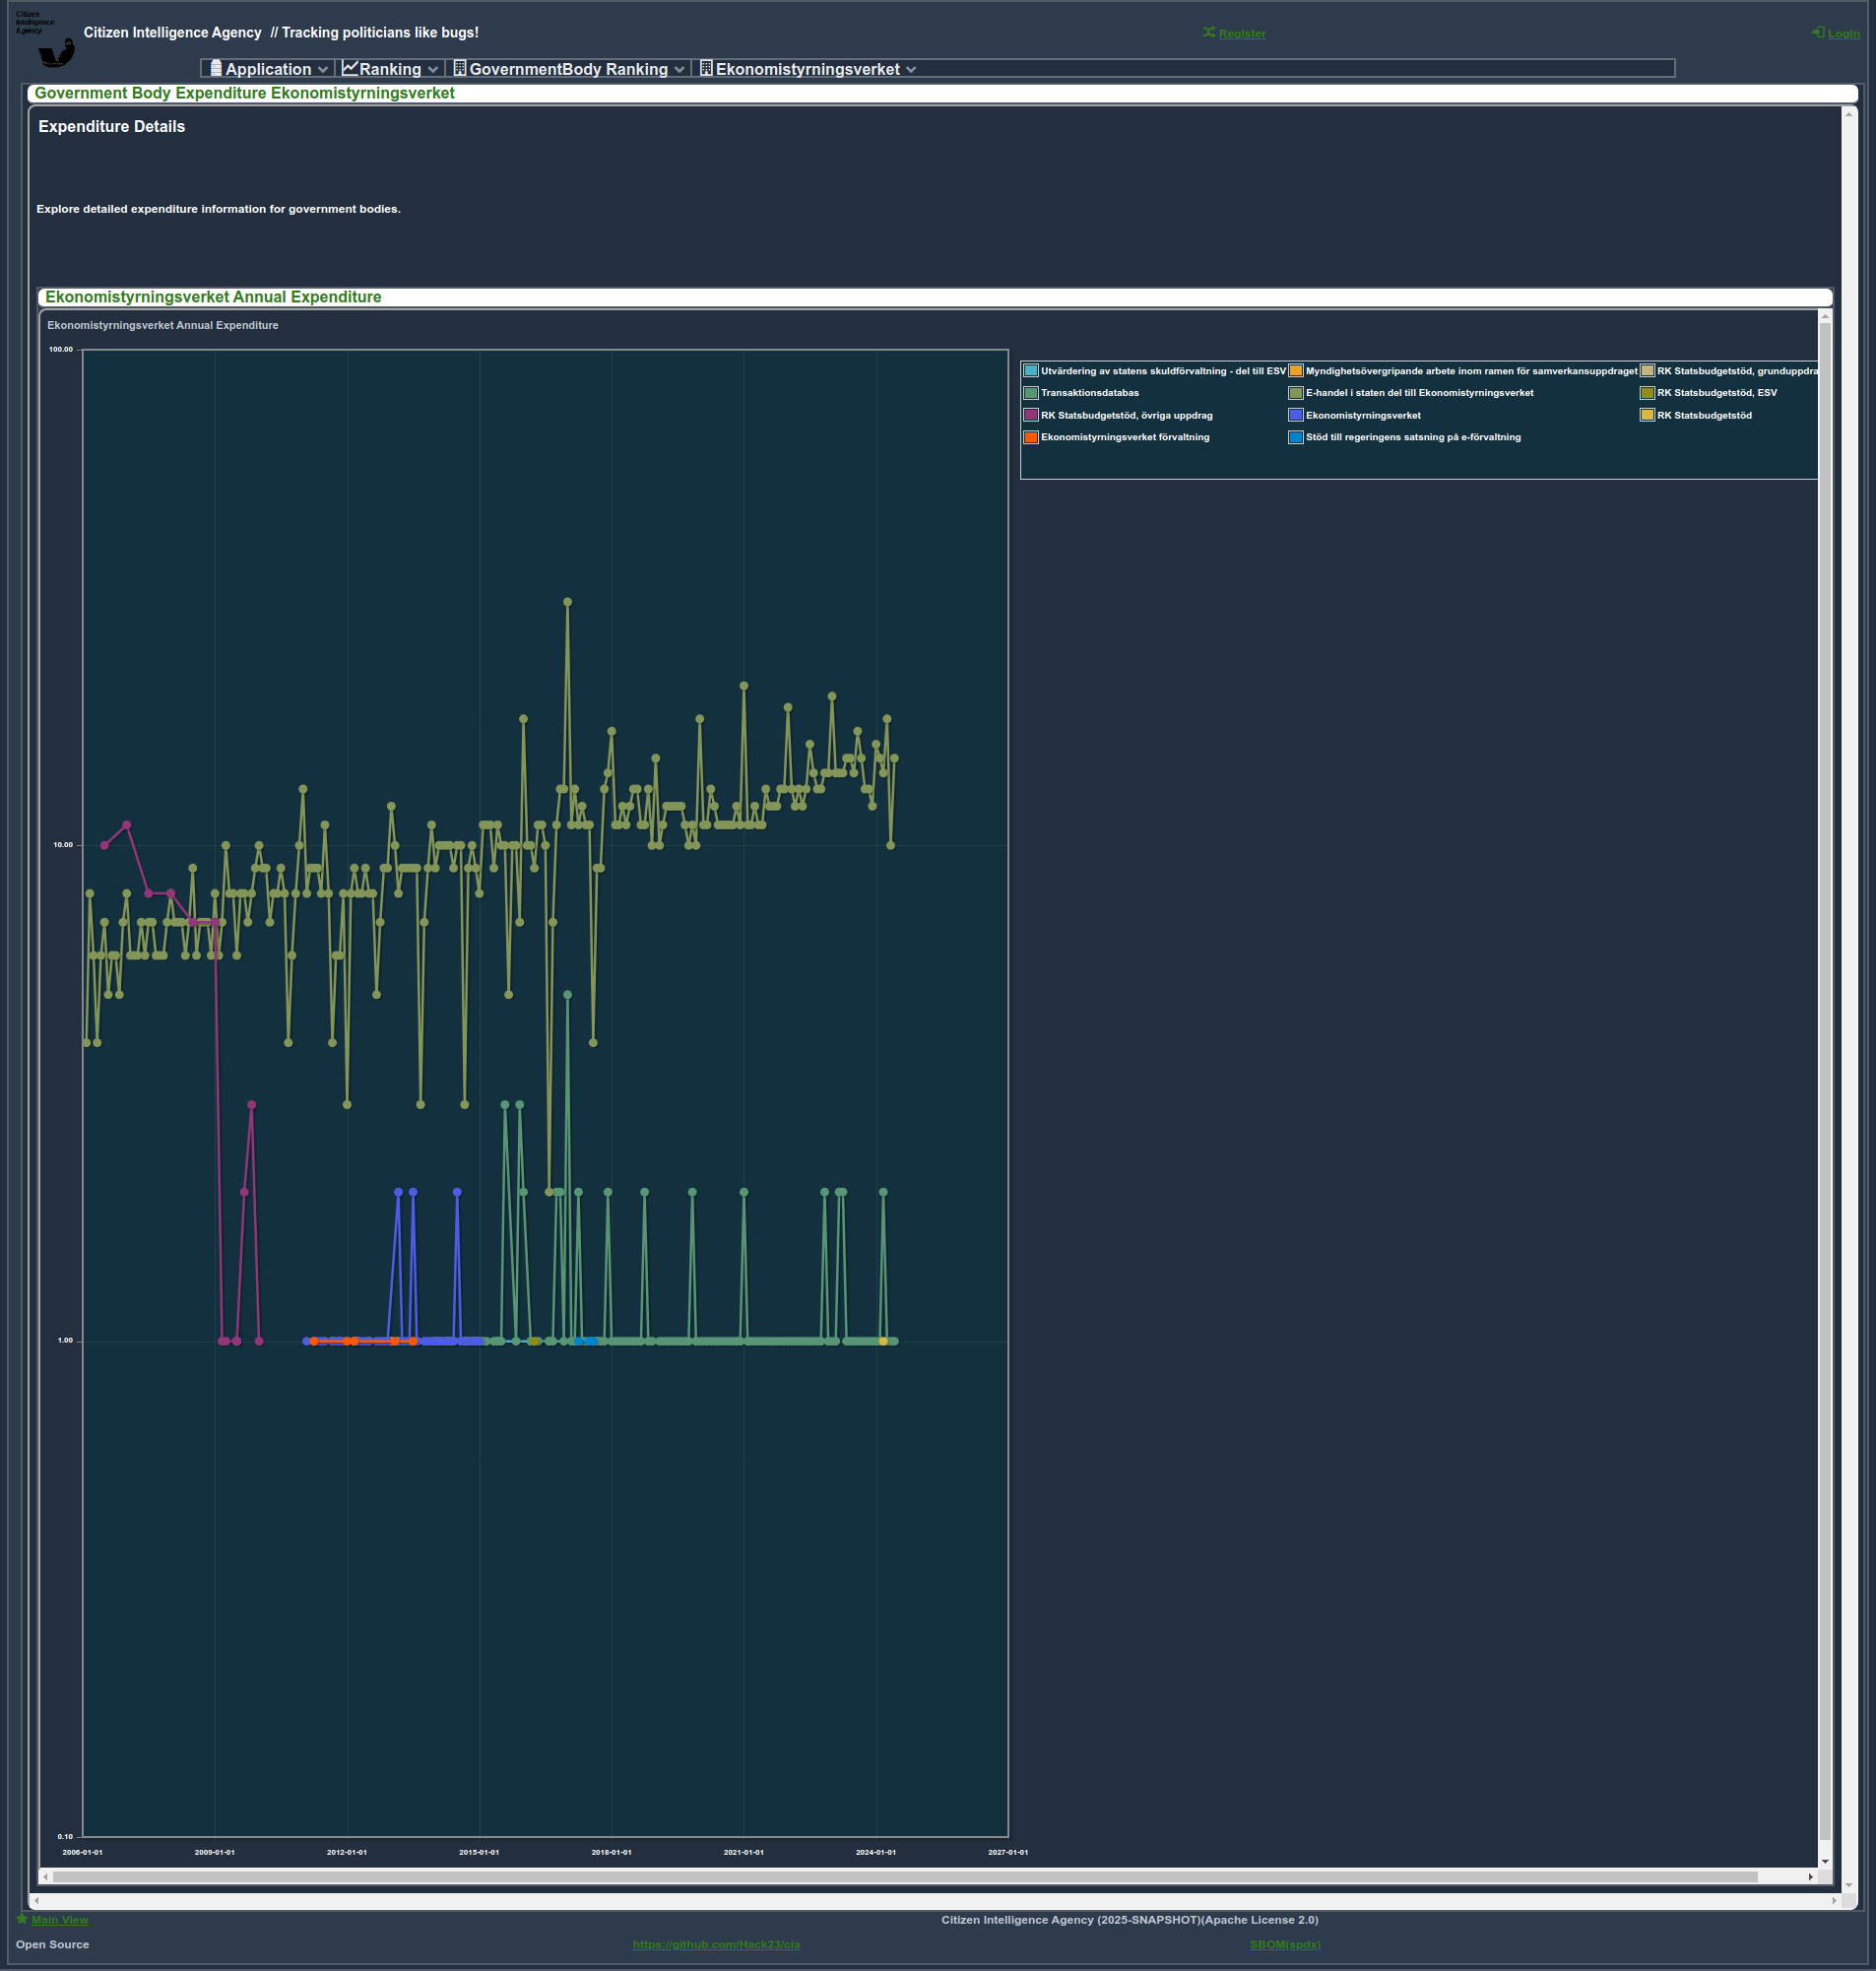 Citizen
Intelligence
Agency
Citizen Intelligence Agency // Tracking politicians like bugs!
Register
Login
Application
Ranking
GovernmentBody Ranking
Ekonomistyrningsverket
Government Body Expenditure Ekonomistyrningsverket
Expenditure Details
Explore detailed expenditure information for government bodies.
Ekonomistyrningsverket Annual Expenditure
Ekonomistyrningsverket Annual Expenditure
100.00
10.00
1.00
0.10
2006-01-01
2009-01-01
2012-01-01
2015-01-01
2018-01-01
2021-01-01
2024-01-01
2027-01-01
Utvärdering av statens skuldförvaltning - del till ESV
Myndighetsövergripande arbete inom ramen för samverkansuppdraget
RK Statsbudgetstöd, grunduppdra
Transaktionsdatabas
E-handel i staten del till Ekonomistyrningsverket
RK Statsbudgetstöd, ESV
RK Statsbudgetstöd, övriga uppdrag
Ekonomistyrningsverket
RK Statsbudgetstöd
Ekonomistyrningsverket förvaltning
Stöd till regeringens satsning på e-förvaltning
Main View
Citizen Intelligence Agency (2025-SNAPSHOT)(Apache License 2.0)
Open Source
https://github.com/Hack23/cia
SBOM(spdx)